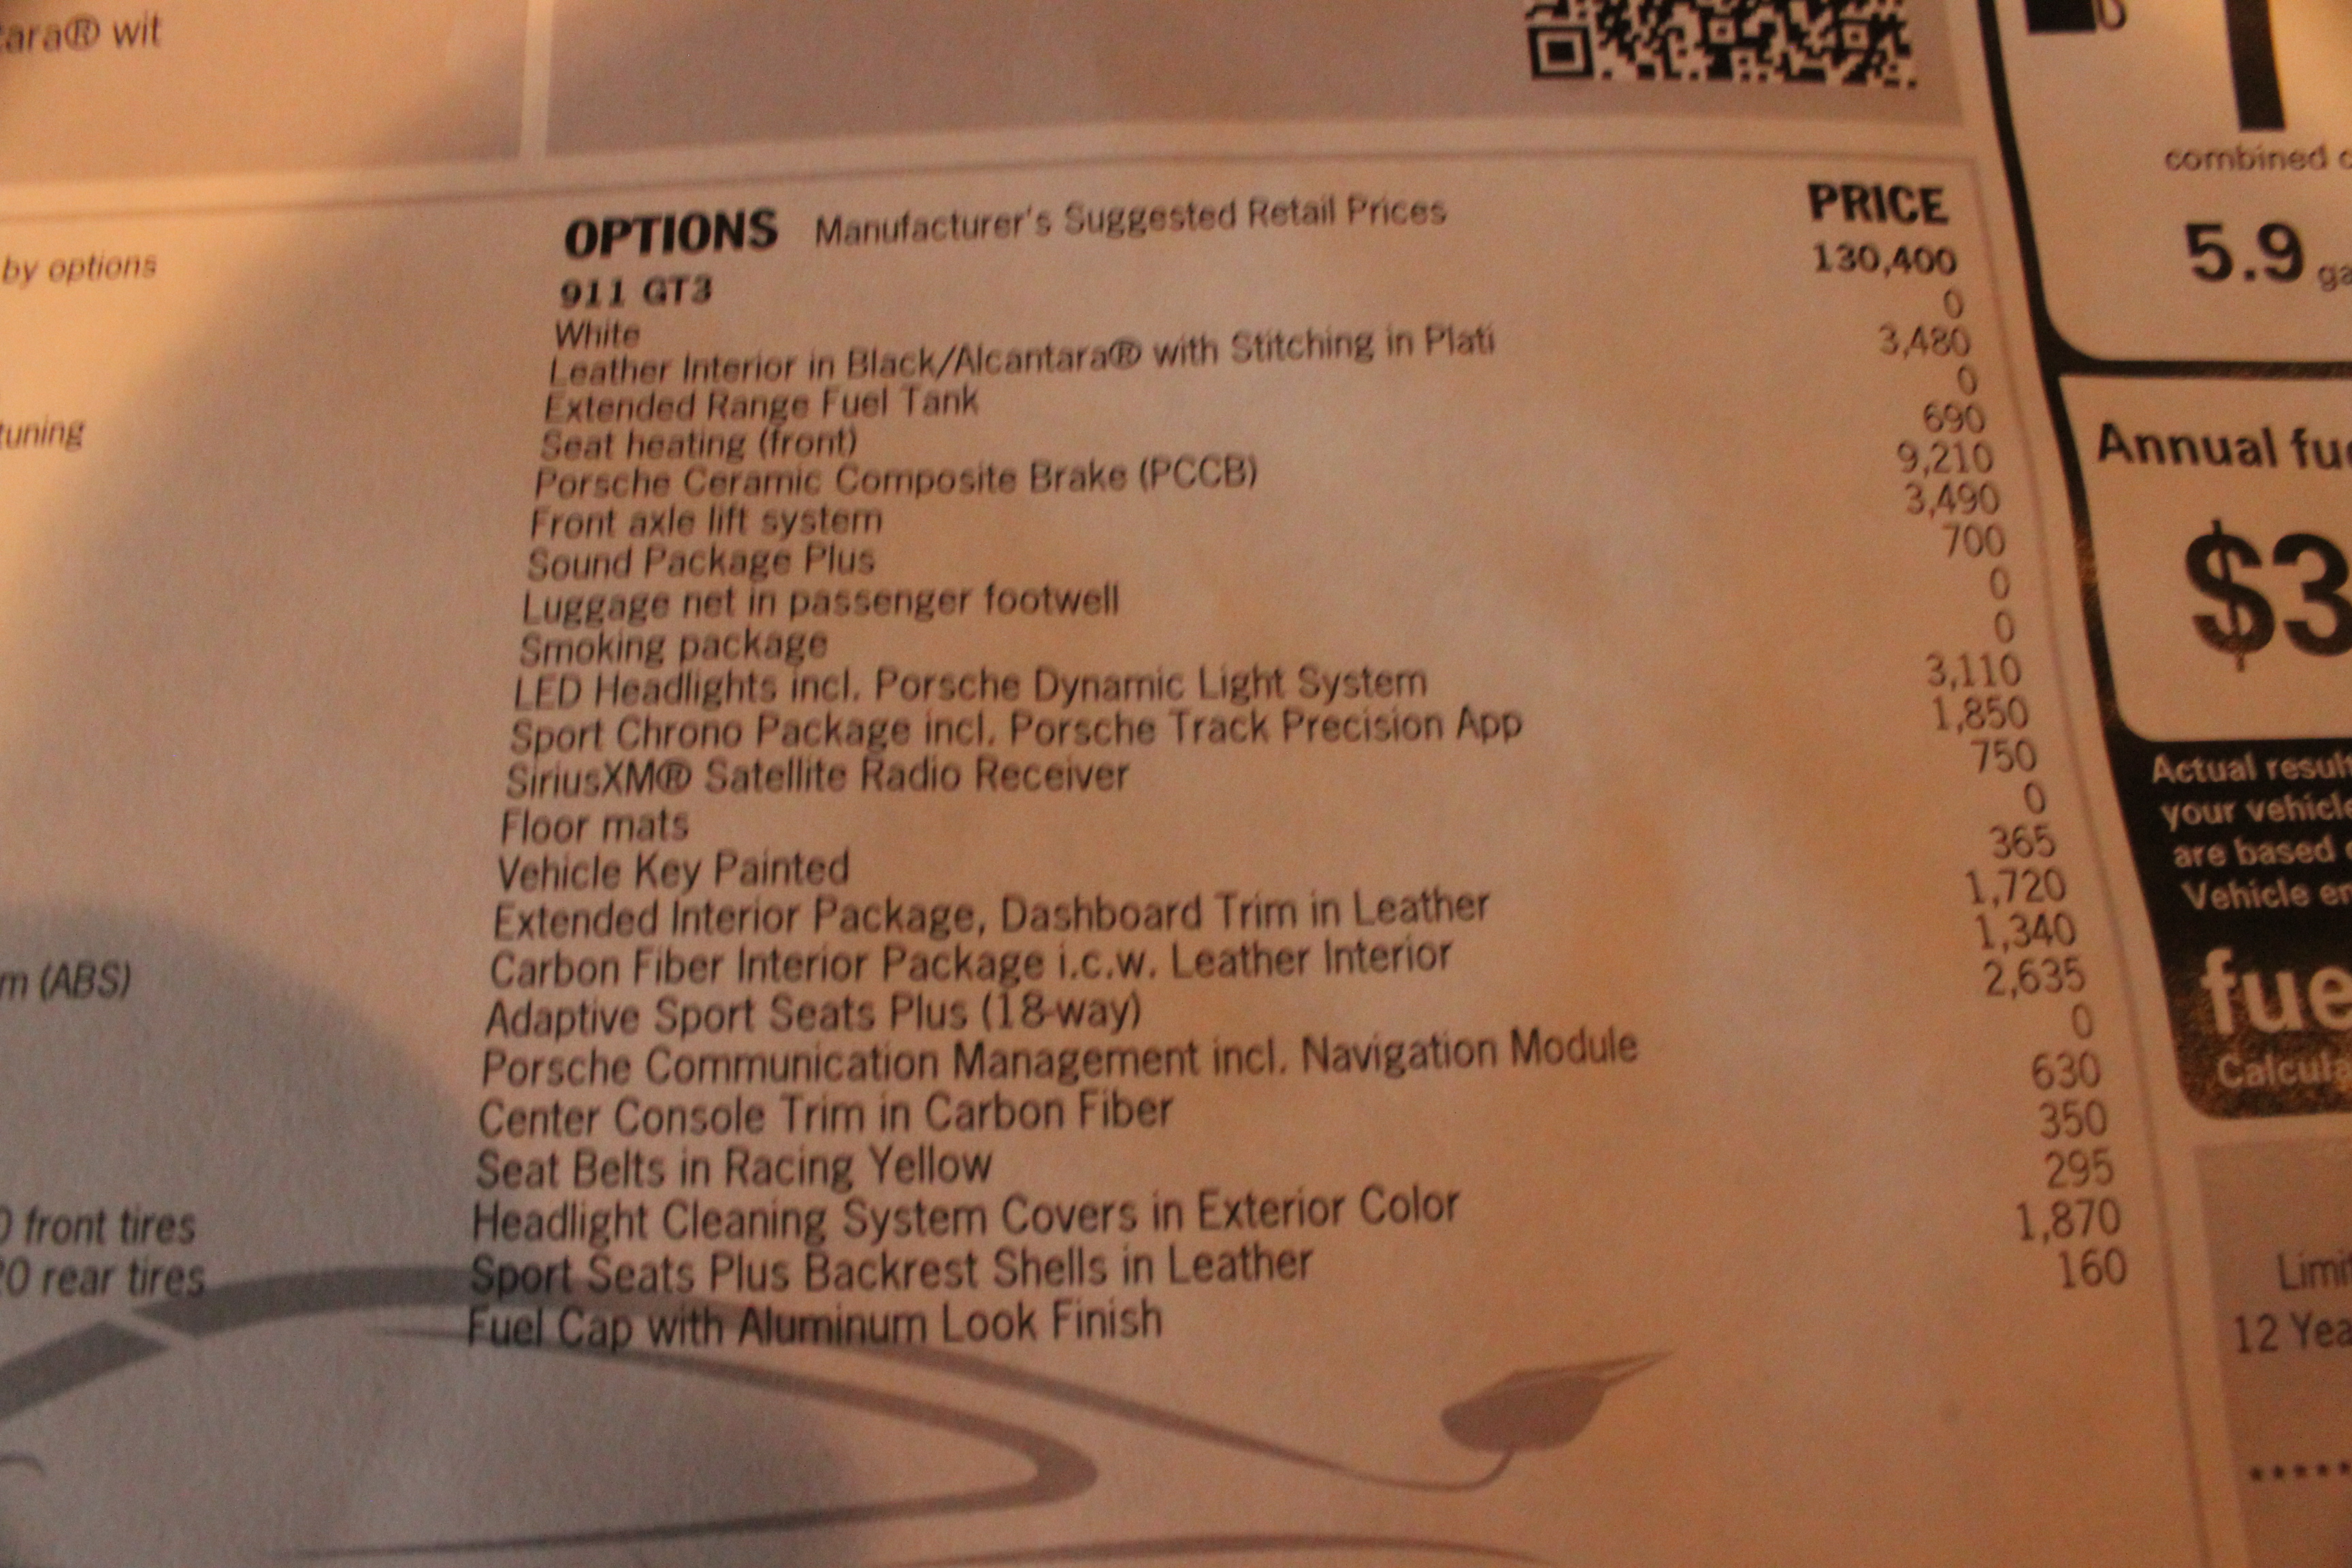 tara® wit
OPTIONS Manufacturer's Suggested Retail Prices PRICE
911 GT3 130,400
White 0
Leather Interior in Black/Alcantara® with Stitching in Plati 3,480
Extended Range Fuel Tank 0
Seat heating (front) 690
Porsche Ceramic Composite Brake (PCCB) 9,210
Front axle lift system 3,490
Sound Package Plus 700
Luggage net in passenger footwell 0
Smoking package 0
LED Headlights incl. Porsche Dynamic Light System 3,110
Sport Chrono Package incl. Porsche Track Precision App 1,850
SiriusXM® Satellite Radio Receiver 750
Floor mats 0
Vehicle Key Painted 365
Extended Interior Package, Dashboard Trim in Leather 1,720
Carbon Fiber Interior Package i.c.w. Leather Interior 1,340
Adaptive Sport Seats Plus (18-way) 2,635
Porsche Communication Management incl. Navigation Module 0
Center Console Trim in Carbon Fiber 630
Seat Belts in Racing Yellow 350
Headlight Cleaning System Covers in Exterior Color 295
Sport Seats Plus Backrest Shells in Leather 1,870
Fuel Cap with Aluminum Look Finish 160
by options
tuning
m (ABS)
0 front tires
20 rear tires
combined c
5.9 ga
Annual fue
$3
Actual result
your vehicle
are based o
Vehicle em
fue
Calcula
Limit
12 Yea